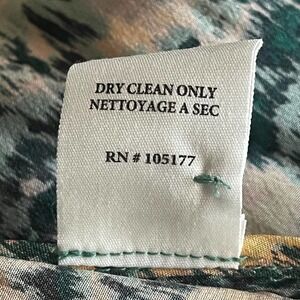 DRY CLEAN ONLY
NETTOYAGE A SEC
RN # 105177